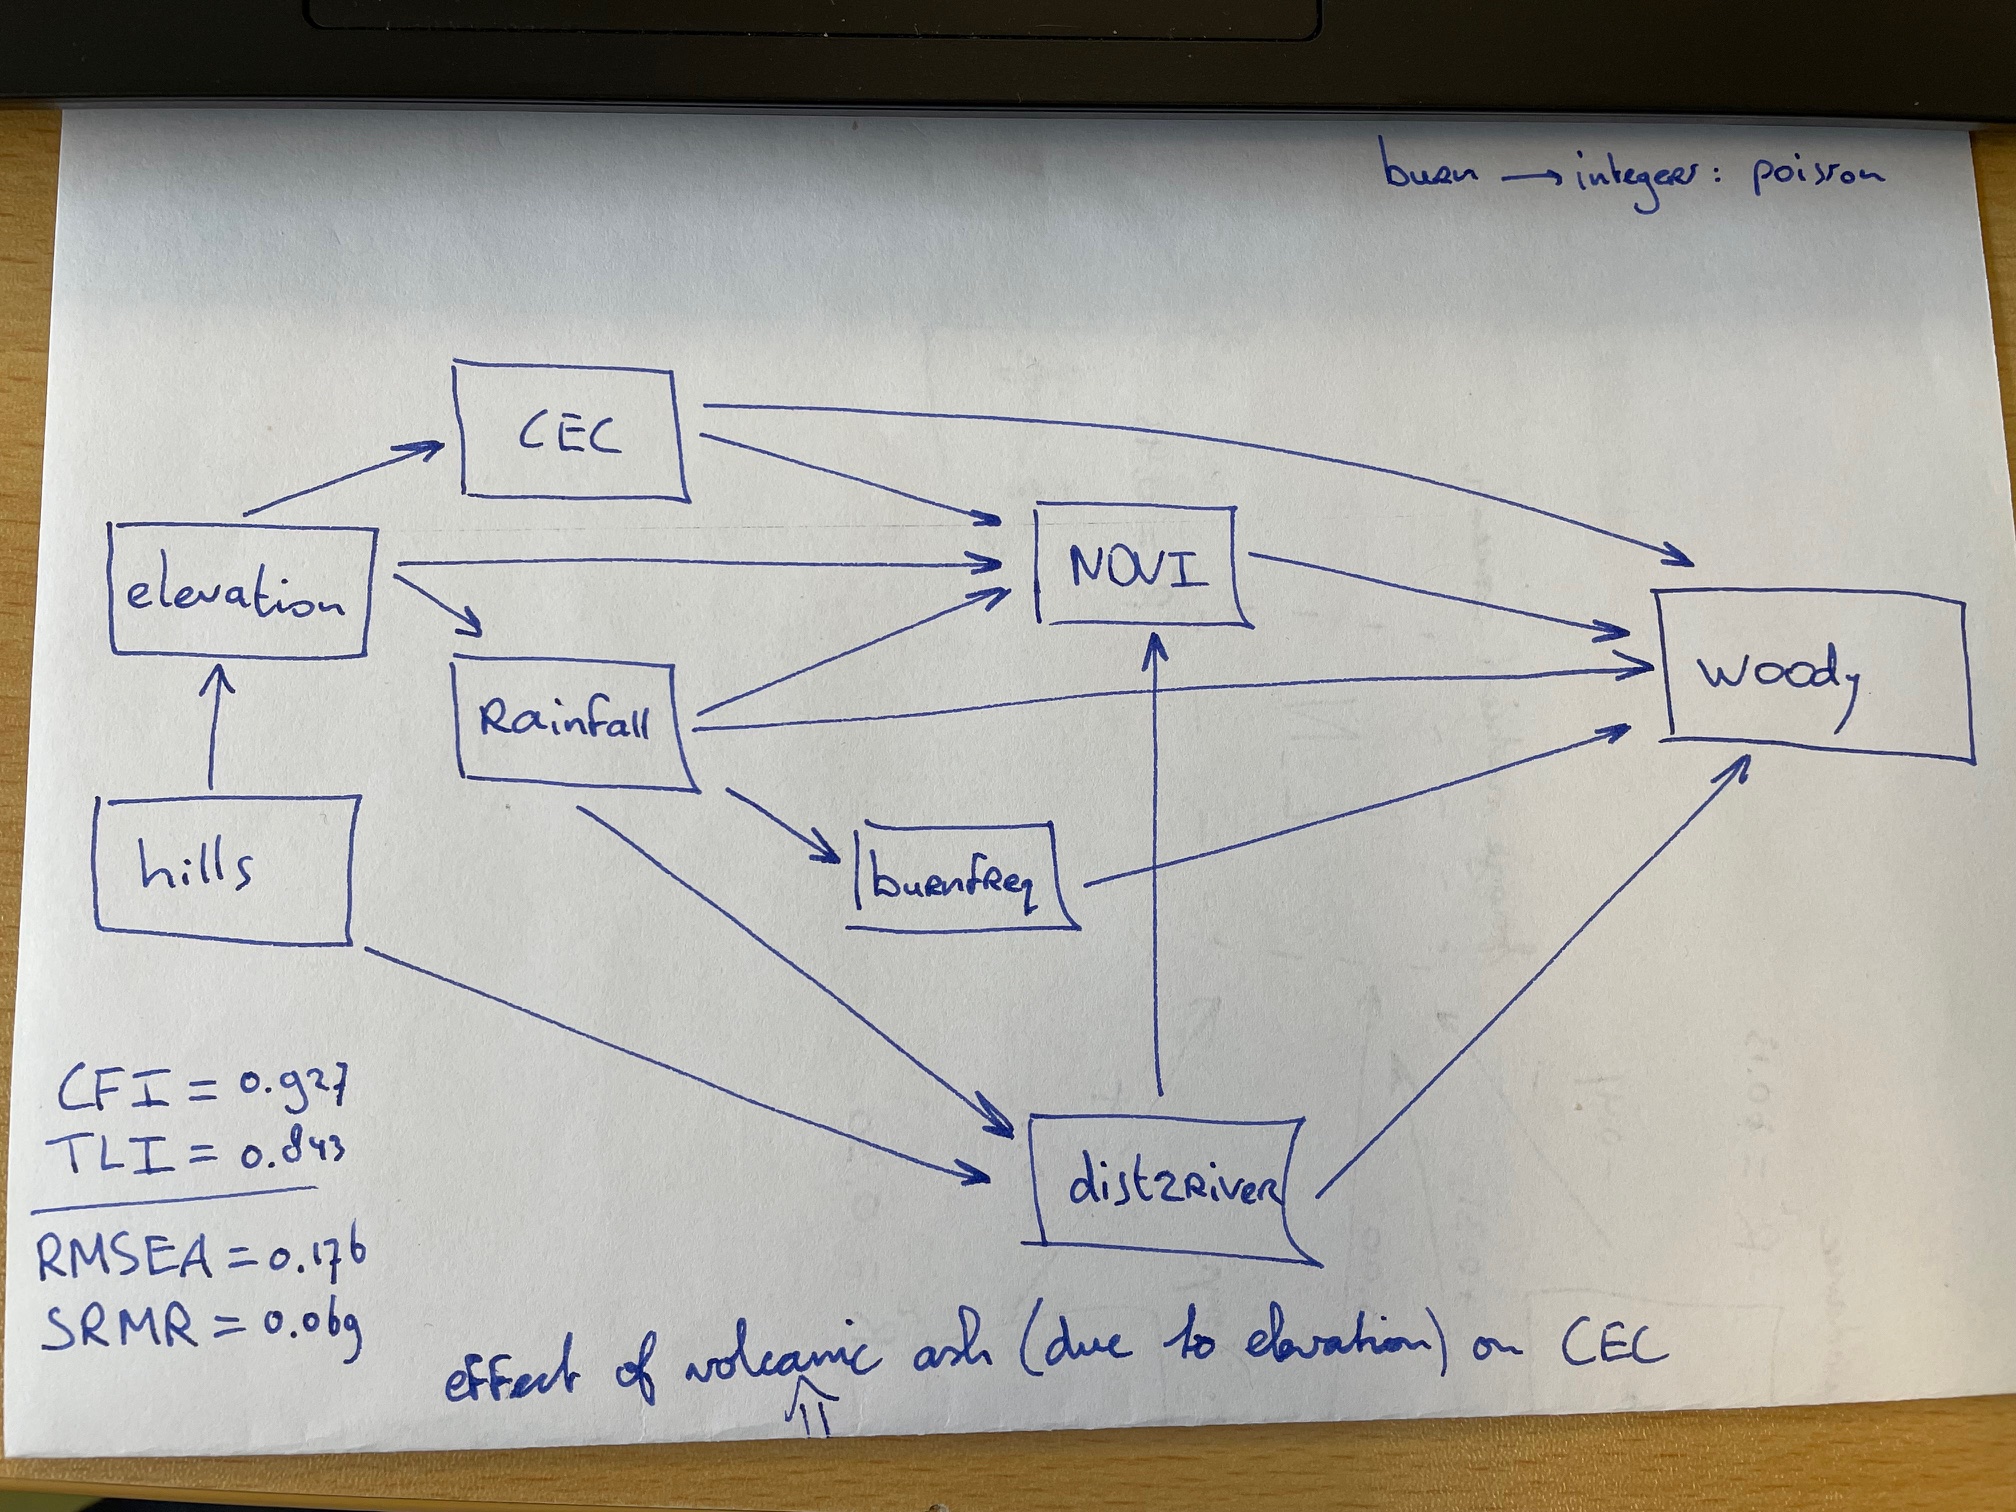 burn → integer: poisson
CEC
elevation
NDVI
Rainfall
woody
hills
burnfreq
dist2River
CFI = 0.927
TLI = 0.843
RMSEA = 0.176
SRMR = 0.069
effect of volcanic ash (due to elevation) on CEC